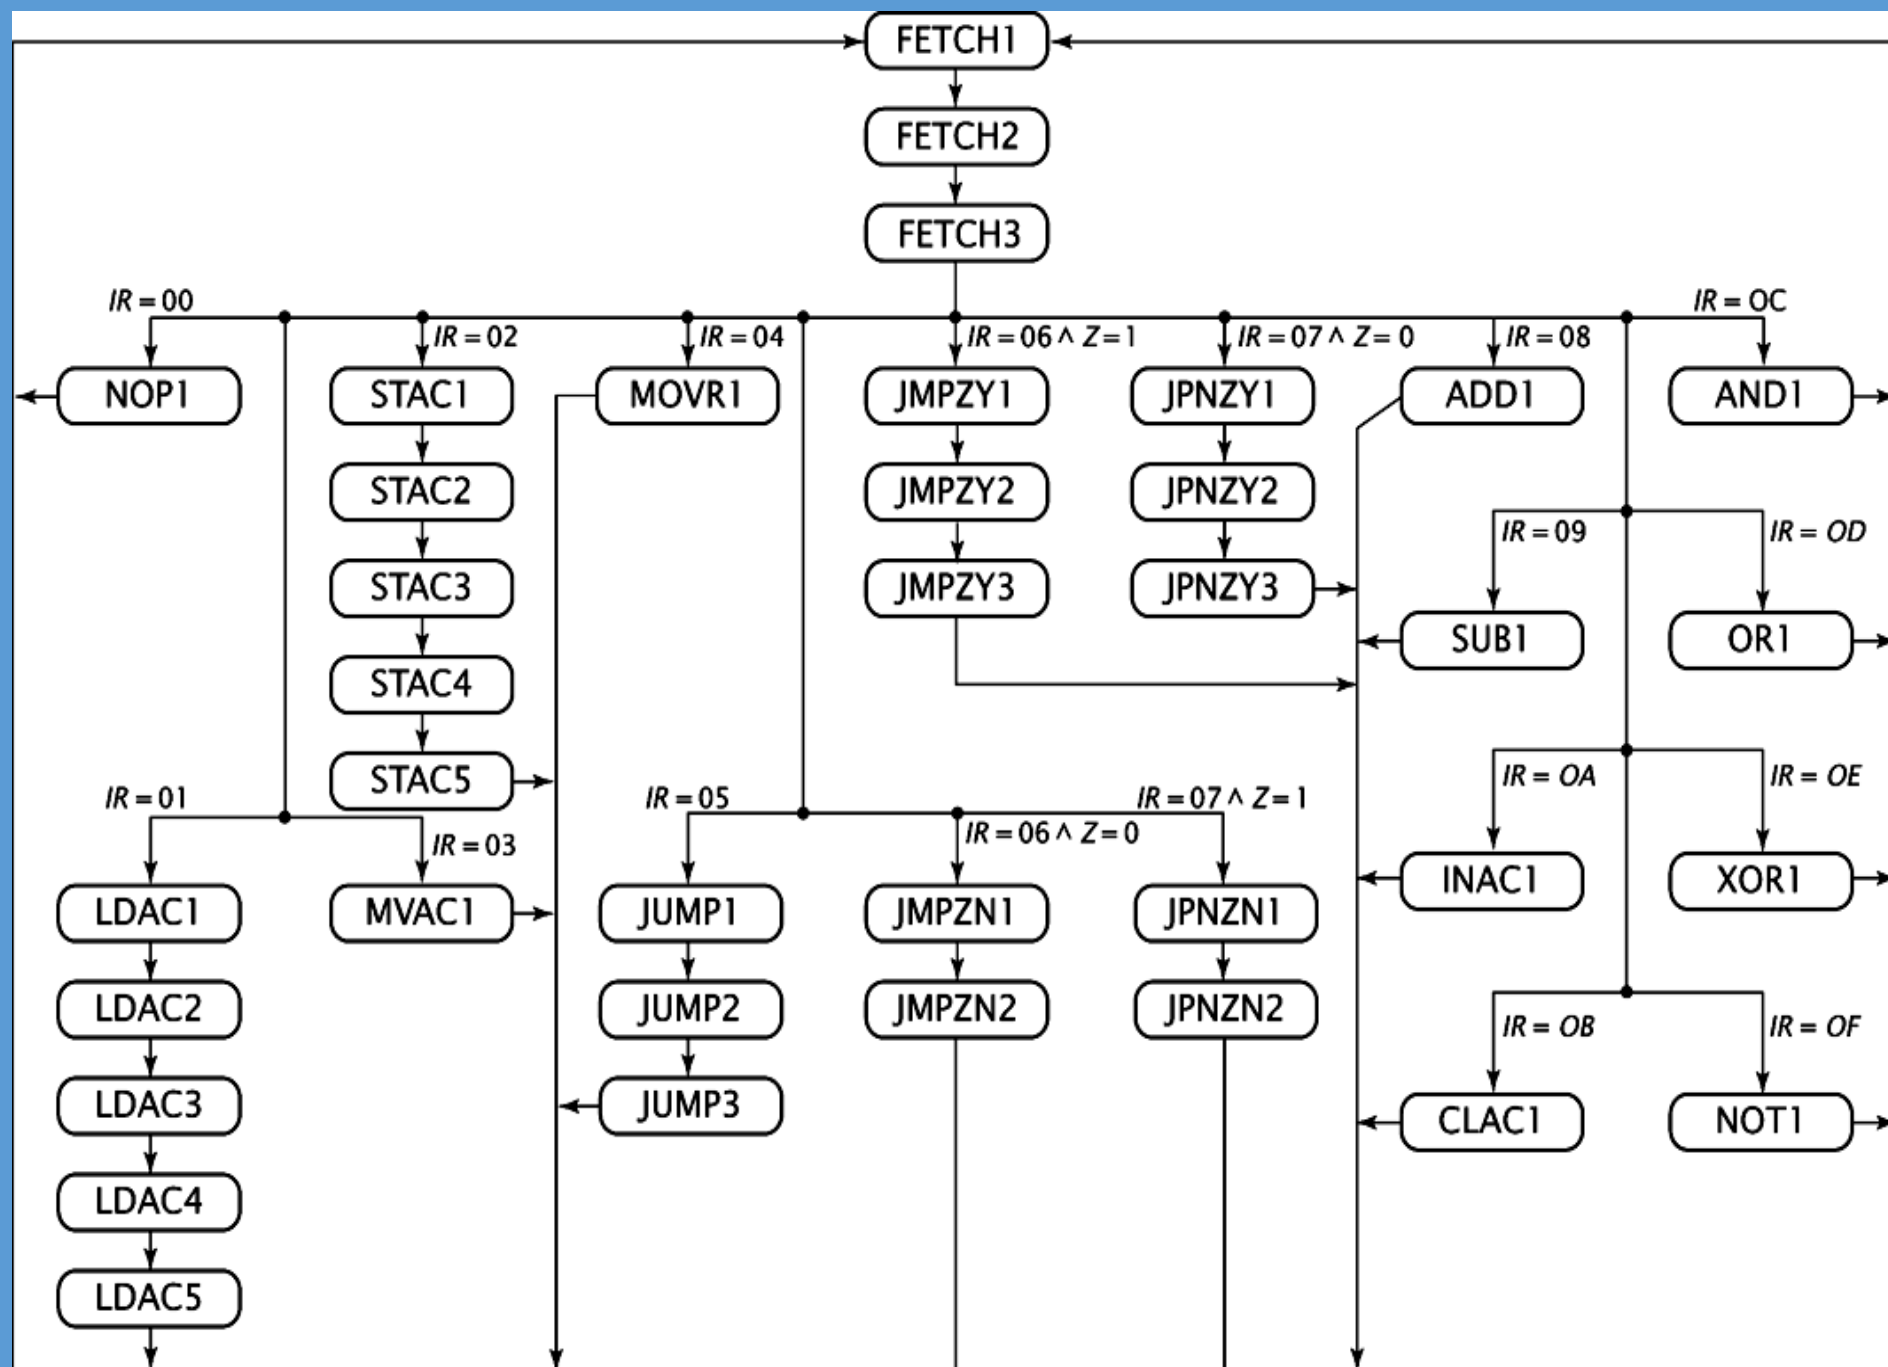 FETCH1
FETCH2
FETCH3
IR = 00
IR = OC
IR = 02
IR = 04
IR = 06 ∧ Z = 1
IR = 07 ∧ Z = 0
IR = 08
NOP1
STAC1
MOVR1
JMPZY1
JPNZY1
ADD1
AND1
STAC2
JMPZY2
JPNZY2
IR = 09
IR = OD
STAC3
JMPZY3
JPNZY3
SUB1
OR1
STAC4
STAC5
IR = OA
IR = OE
IR = 01
IR = 05
IR = 07 ∧ Z = 1
IR = 03
IR = 06 ∧ Z = 0
INAC1
XOR1
LDAC1
MVAC1
JUMP1
JMPZN1
JPNZN1
LDAC2
JUMP2
JMPZN2
JPNZN2
IR = OB
IR = OF
LDAC3
JUMP3
CLAC1
NOT1
LDAC4
LDAC5